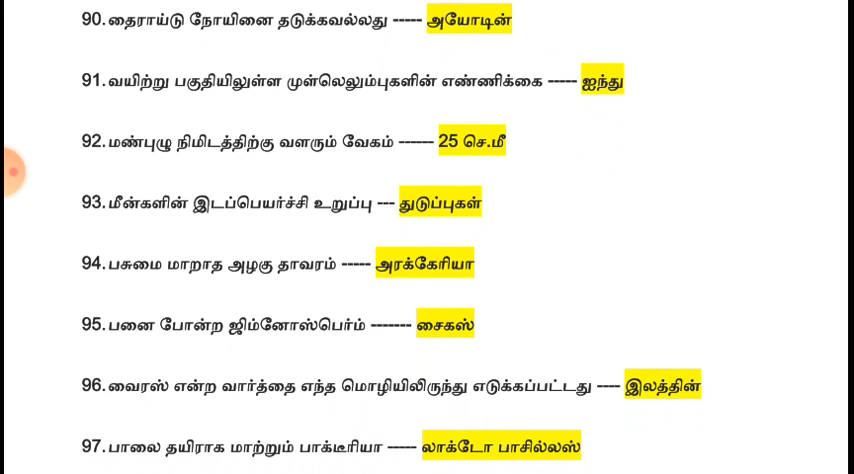 90.தைராய்டு நோயினை தடுக்கவல்லது ----- அயோடின்
91.வயிற்று பகுதியிலுள்ள முள்லெலும்புகளின் எண்ணிக்கை ----- ஐந்து
92.மண்புழு நிமிடத்திற்கு வளரும் வேகம் ------ 25 செ.மீ
93.மீன்களின் இடப்பெயர்ச்சி உறுப்பு --- துடுப்புகள்
94.பசுமை மாறாத அழகு தாவரம் ----- அரக்கேரியா
95.பனை போன்ற ஜிம்னோஸ்பெர்ம் ------- சைகஸ்
96.வைரஸ் என்ற வார்த்தை எந்த மொழியிலிருந்து எடுக்கப்பட்டது ---- இலத்தின்
97.பாலை தயிராக மாற்றும் பாக்டீரியா ----- லாக்டோ பாசில்லஸ்